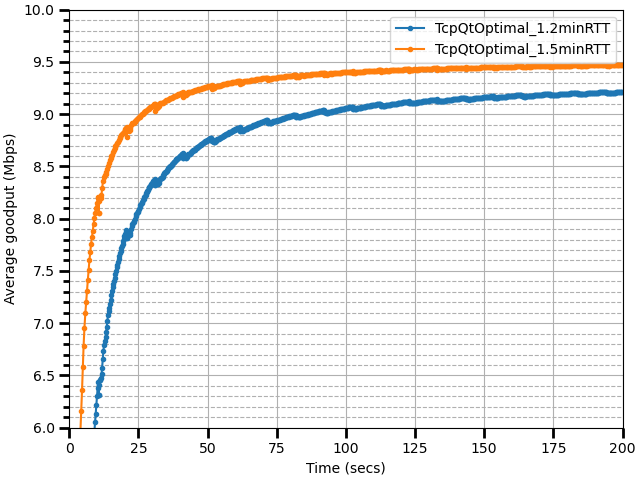 10.0
9.5
9.0
8.5
8.0
7.5
7.0
6.5
6.0
Average goodput (Mbps)
TcpQtOptimal_1.2minRTT
TcpQtOptimal_1.5minRTT
0 25 50 75 100 125 150 175 200
Time (secs)